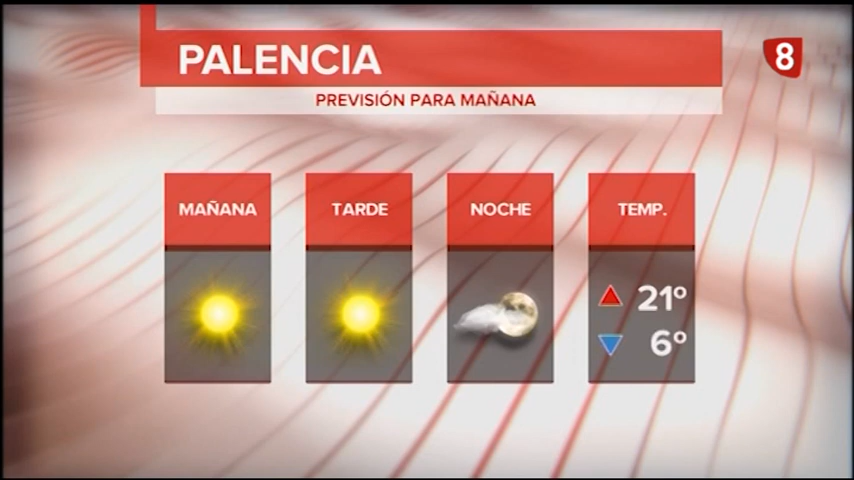 PALENCIA
8
PREVISIÓN PARA MAÑANA
MAÑANA
TARDE
NOCHE
TEMP.
21º
6º